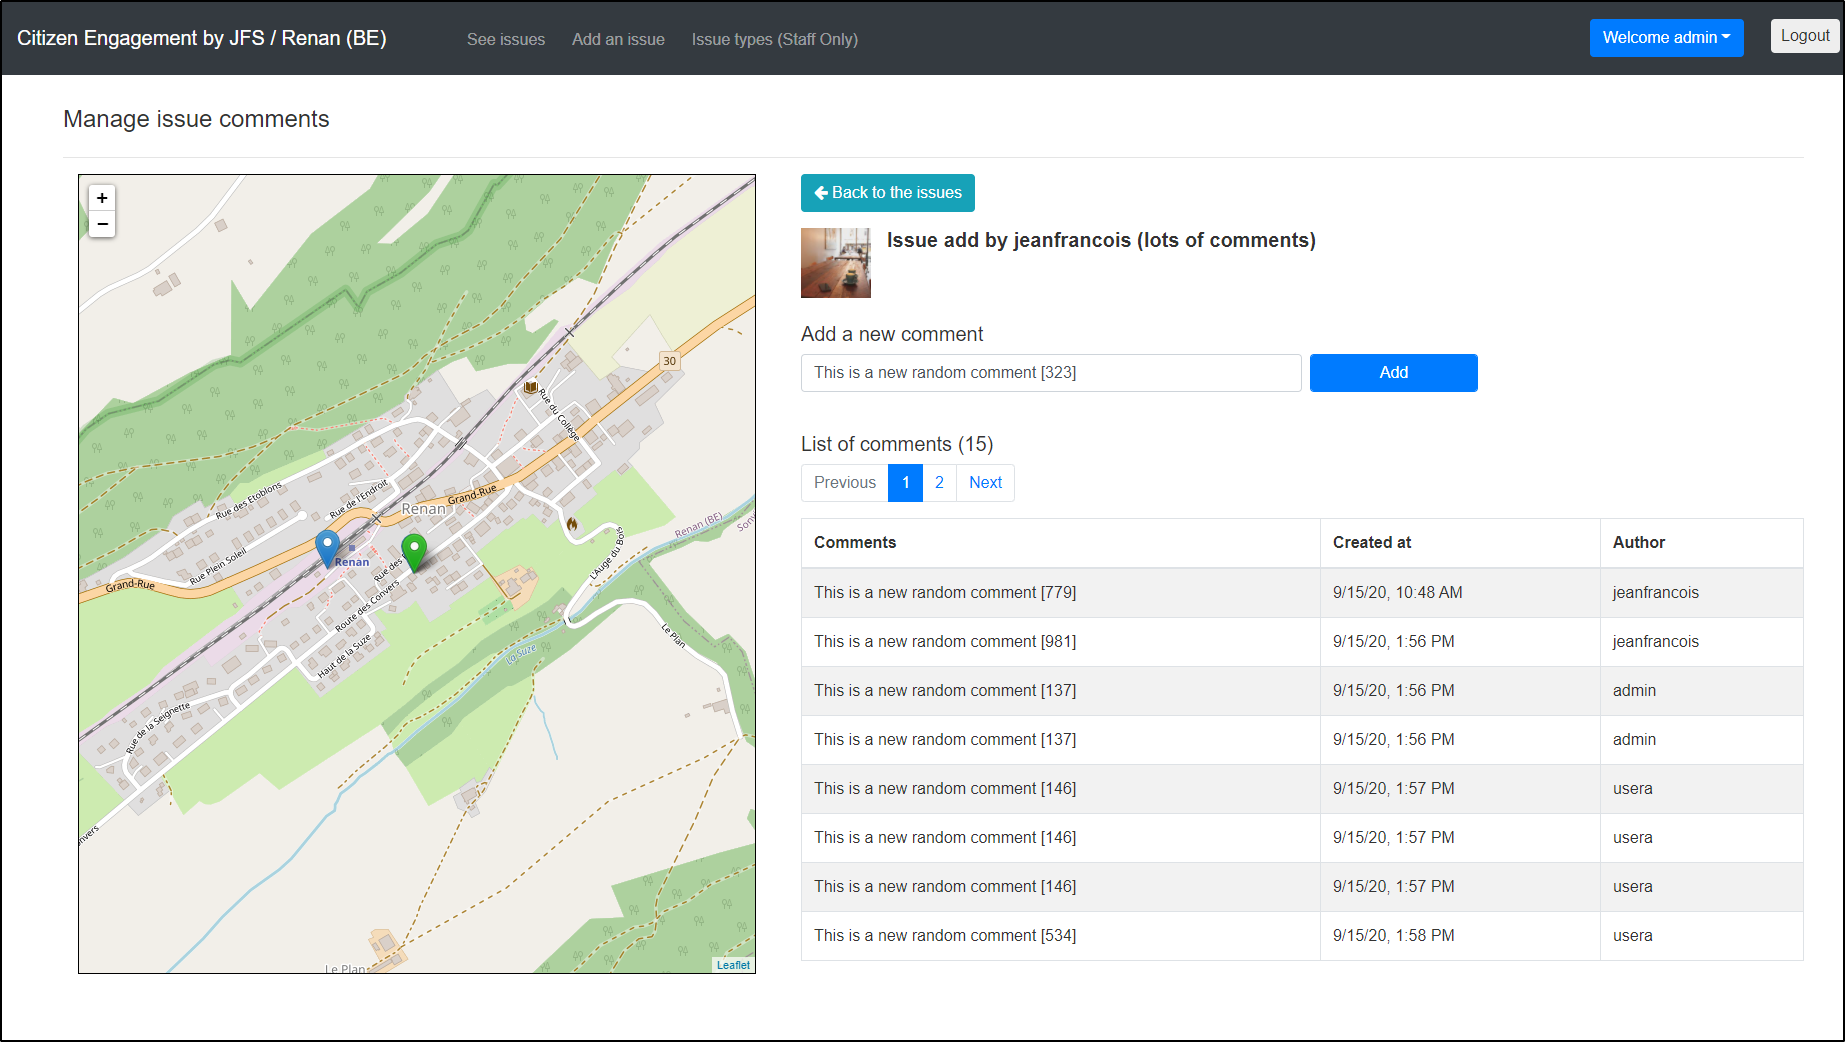 Citizen Engagement by JFS / Renan (BE)
See issues
Add an issue
Issue types (Staff Only)
Welcome admin
Logout
Manage issue comments
+
−
30
Rue du Collège
Rue des Etoblons
Rue de l'Endroit
Grand-Rue
Renan
Renan (BE)
Rue Plein Soleil
Renan
L'Auge du Bois
Grand-Rue
Route des Convers
Le Plan
Haut de la Suze
La Suze
Rue de la Seignette
Le Plan
Leaflet
Back to the issues
Issue add by jeanfrancois (lots of comments)
Add a new comment
This is a new random comment [323]
Add
List of comments (15)
Previous
1
2
Next
Comments Created at Author
This is a new random comment [779] 9/15/20, 10:48 AM jeanfrancois
This is a new random comment [981] 9/15/20, 1:56 PM jeanfrancois
This is a new random comment [137] 9/15/20, 1:56 PM admin
This is a new random comment [137] 9/15/20, 1:56 PM admin
This is a new random comment [146] 9/15/20, 1:57 PM usera
This is a new random comment [146] 9/15/20, 1:57 PM usera
This is a new random comment [146] 9/15/20, 1:57 PM usera
This is a new random comment [534] 9/15/20, 1:58 PM usera